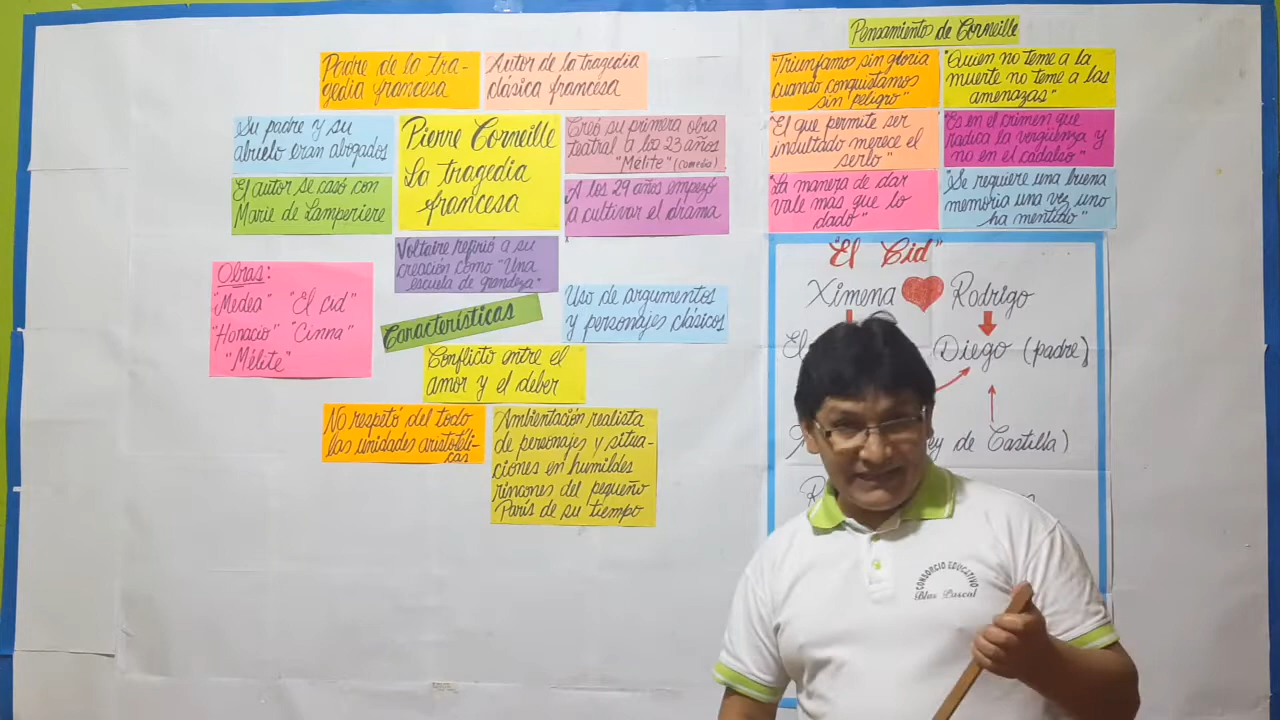 Padre de la tra-
gedia francesa
Autor de la tragedia
clásica francesa
Su padre y su
abuelo eran abogados
Pierre Corneille
La tragedia
francesa
Creó su primera obra
teatral a los 23 años
"Mélite" (comedia)
El autor se casó con
Marie de Lamperiere
A los 29 años empezó
a cultivar el drama
Voltaire refirió a su
creación como "Una
escuela de grandeza"
Obras:
"Medea" "El cid"
"Horacio" "Cinna"
"Mélite"
Características
Uso de argumentos
y personajes clásicos
Conflicto entre el
amor y el deber
No respetó del todo
las unidades aristotéli-
cas
Ambientación realista
de personajes y situa-
ciones en humildes
rincones del pequeño
París de su tiempo
Pensamientos de Corneille
"Triunfamos sin gloria
cuando conquistamos
sin peligro"
"Quien no teme a la
muerte no teme a las
amenazas"
"El que permite ser
indultado merece el
serlo"
"Es en el crimen que
radica la vergüenza y
no en el cadalso"
"La manera de dar
vale mas que lo
dado"
"Se requiere una buena
memoria una vez uno
ha mentido"
"El Cid"
Ximena Rodrigo
El Diego (padre)
de Castilla)
CONSORCIO EDUCATIVO
Blas Pascal